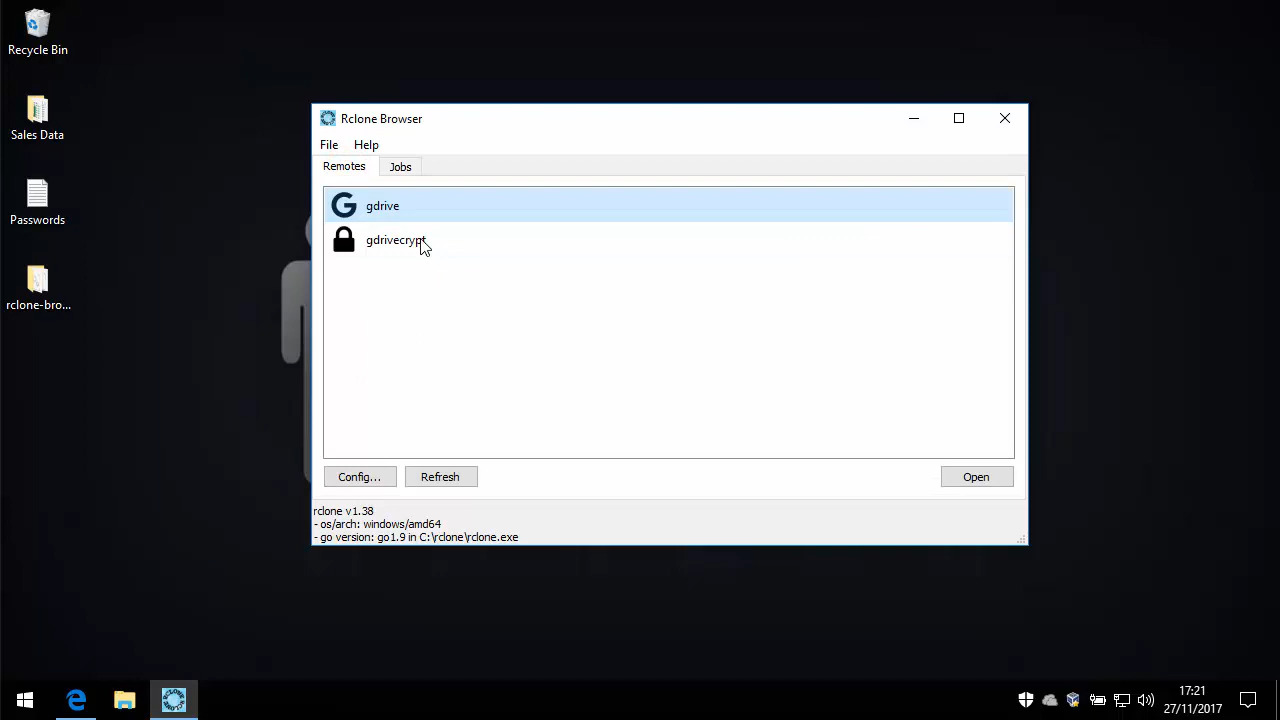 Recycle Bin
Sales Data
Passwords
rclone-bro...
Rclone Browser
File Help
Remotes Jobs
gdrive
gdrivecrypt
Config... Refresh Open
rclone v1.38
- os/arch: windows/amd64
- go version: go1.9 in C:\rclone\rclone.exe
17:21
27/11/2017